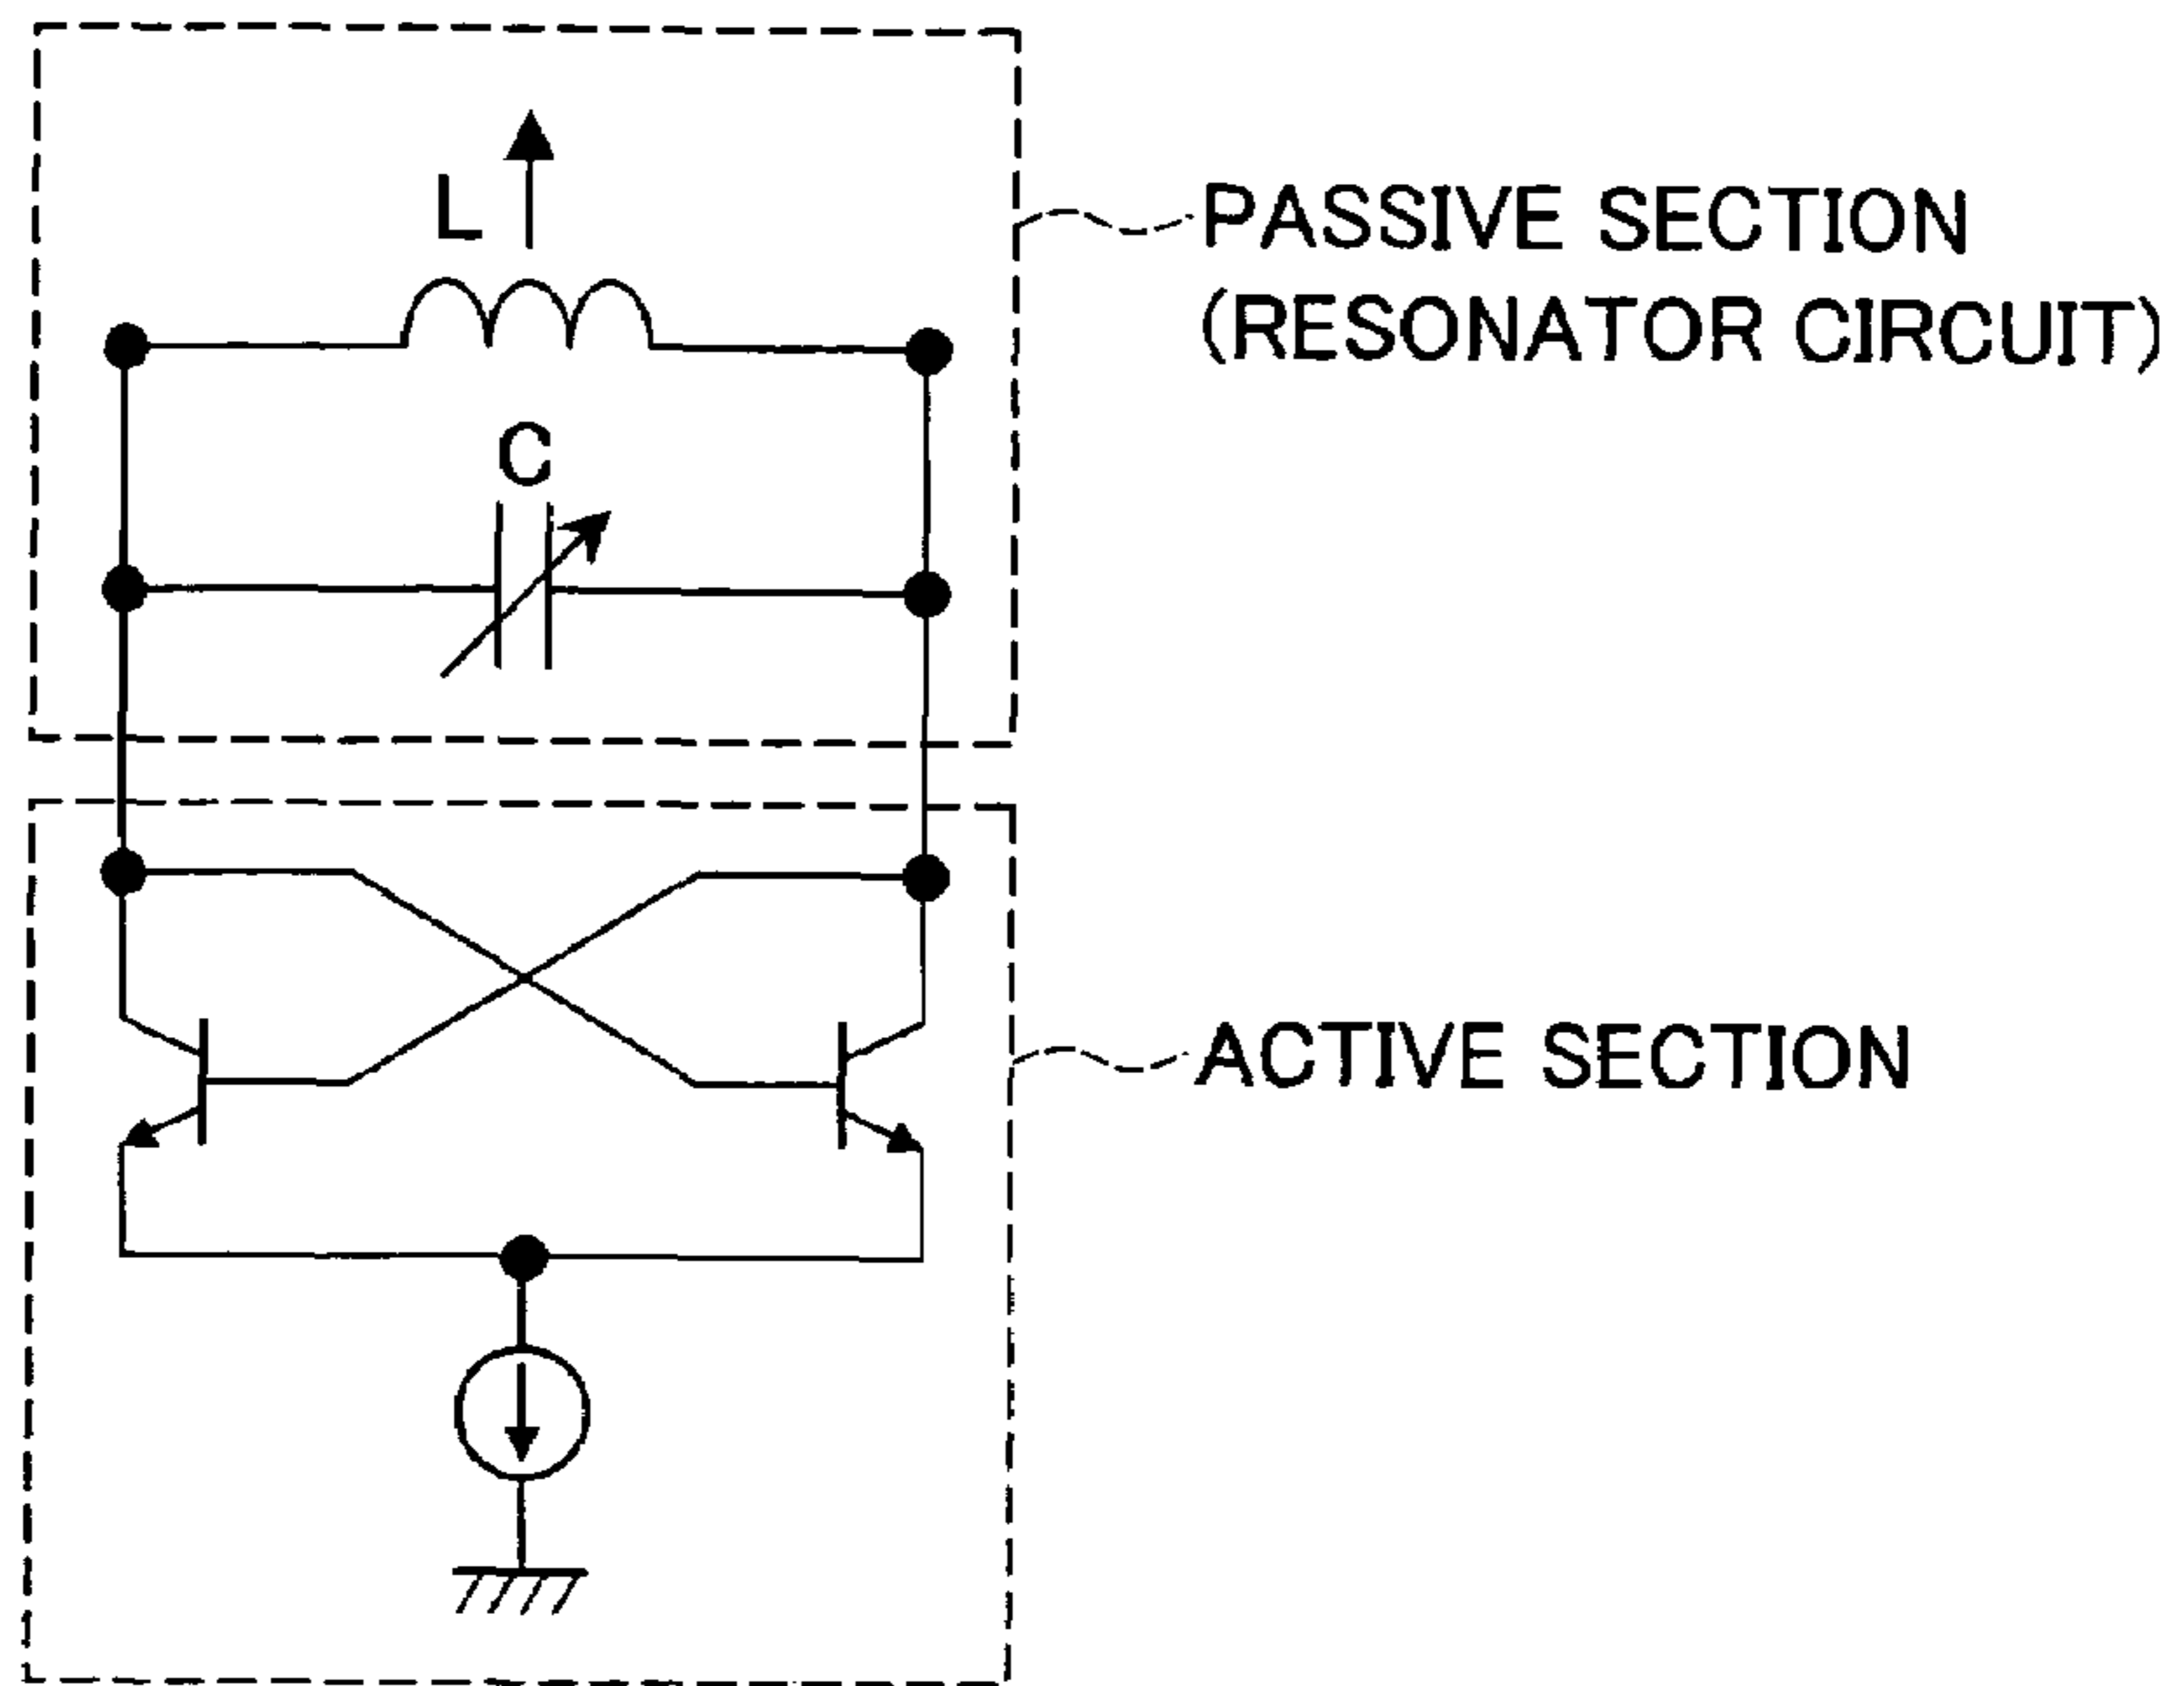 L
PASSIVE SECTION
(RESONATOR CIRCUIT)
C
ACTIVE SECTION